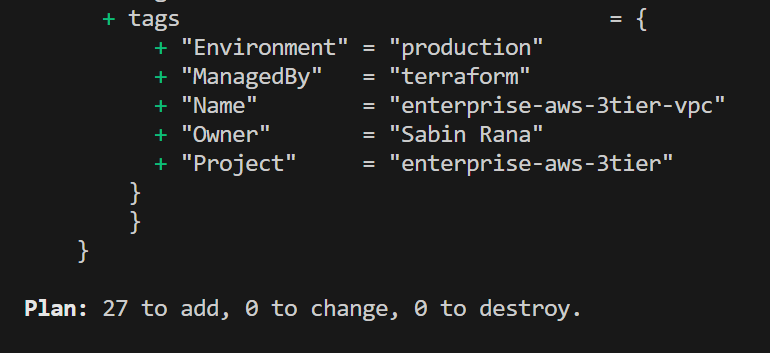 + tags = {
+ "Environment" = "production"
+ "ManagedBy" = "terraform"
+ "Name" = "enterprise-aws-3tier-vpc"
+ "Owner" = "Sabin Rana"
+ "Project" = "enterprise-aws-3tier"
}
}
}
Plan: 27 to add, 0 to change, 0 to destroy.